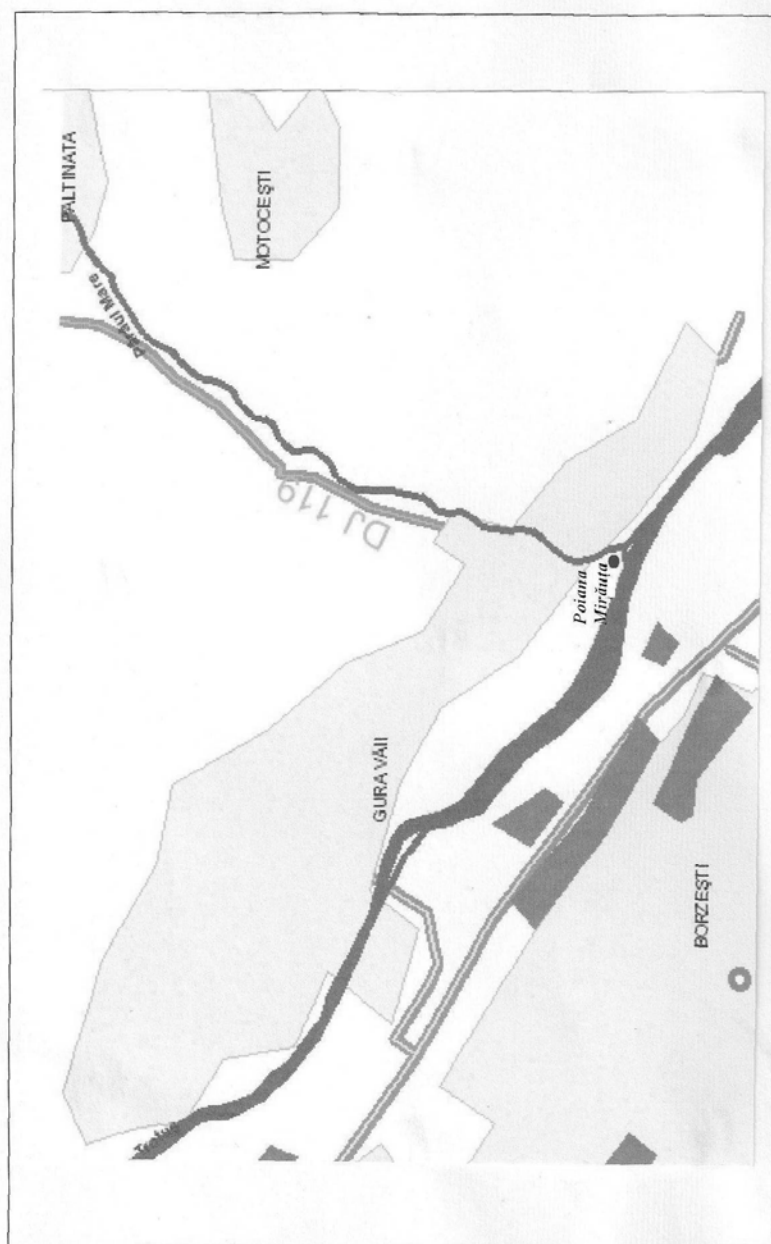 PALTINATA
MOTOCEȘTI
Pârâul Mare
DJ 119
Poiana
Mirăuța
GURA VĂII
BORZEȘTI
Trotuș